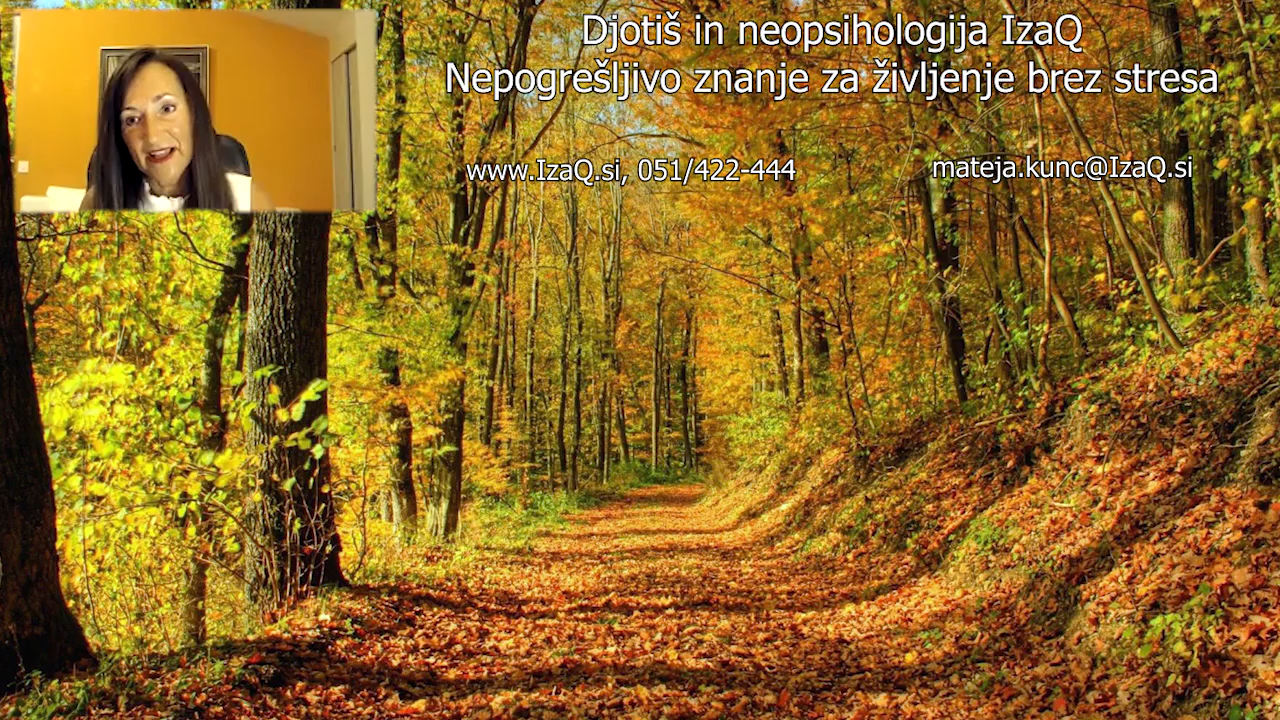 Djotiš in neopsihologija IzaQ
Nepogrešljivo znanje za življenje brez stresa
www.IzaQ.si, 051/422-444
mateja.kunc@IzaQ.si